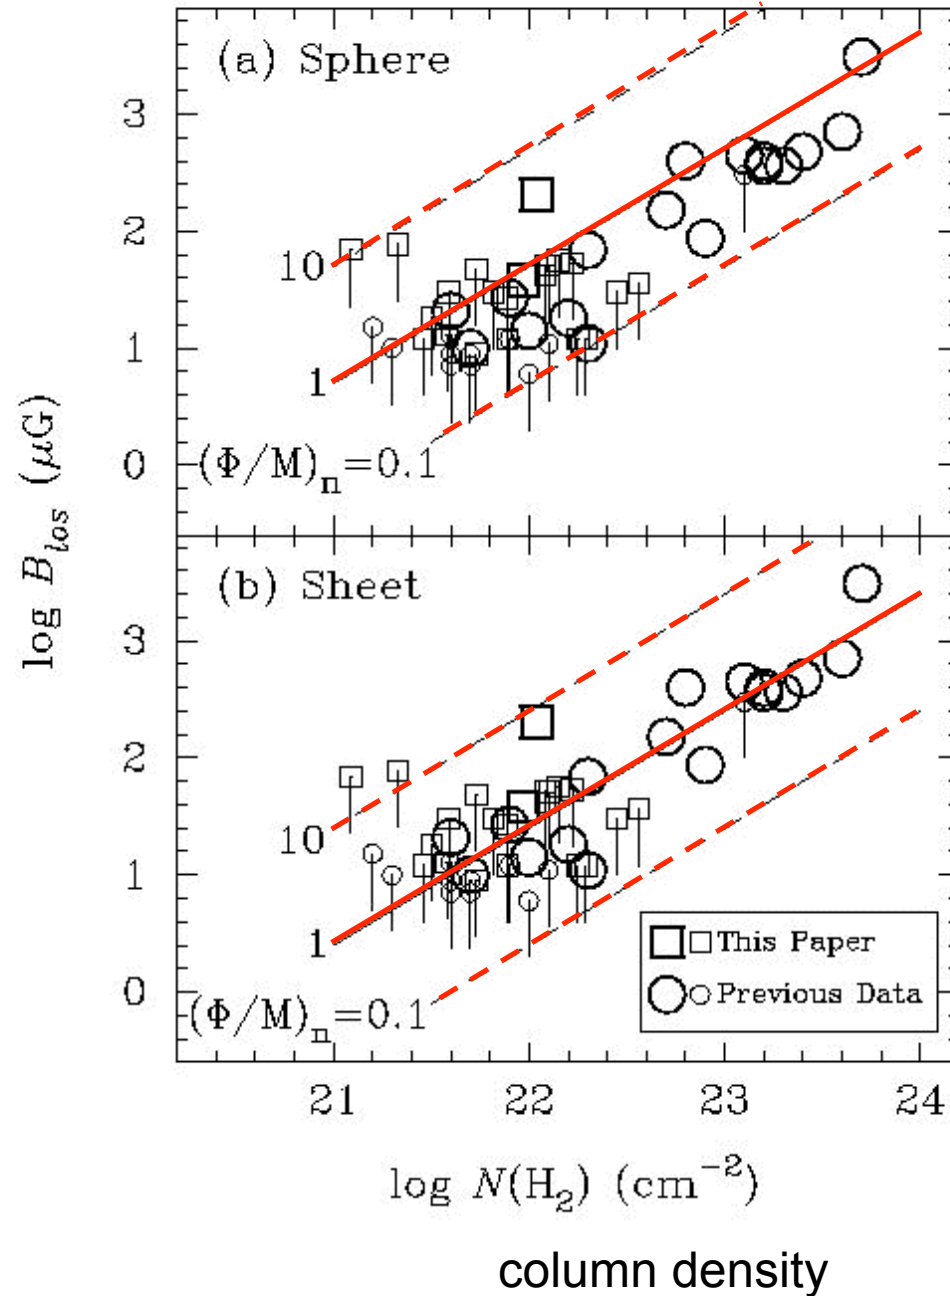 (a) Sphere
3
2
10
1
1
(Φ/M)n=0.1
0
log Blos (μG)
(b) Sheet
3
2
10
1
1
This Paper
Previous Data
0
(Φ/M)n=0.1
21 22 23 24
log N(H2) (cm−2)
column density